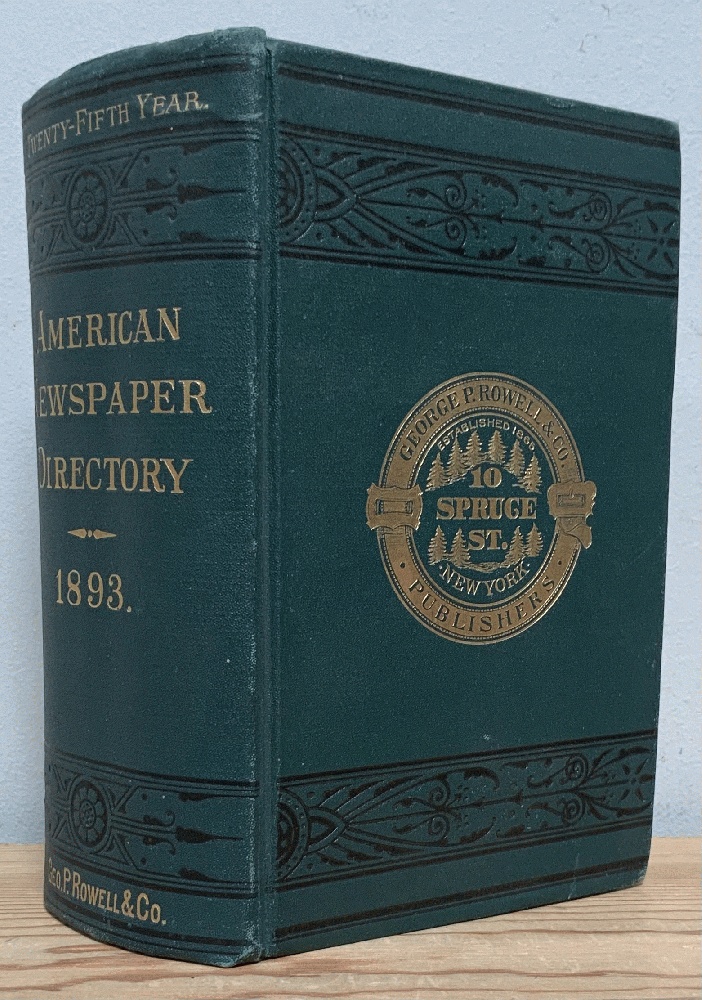 TWENTY-FIFTH YEAR.
AMERICAN
NEWSPAPER
DIRECTORY
1893.
GEO. P. ROWELL & CO.
GEORGE P. ROWELL & CO.
ESTABLISHED 1865
10
SPRUCE
ST.
·NEW YORK·
· PUBLISHERS ·